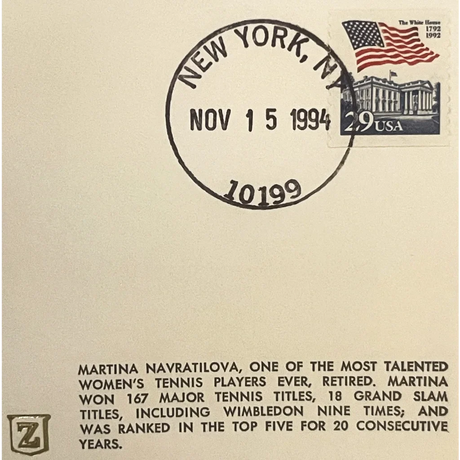 The White House
1792
1992
29 USA
NEW YORK, NY
NOV 15 1994
10199
MARTINA NAVRATILOVA, ONE OF THE MOST TALENTED
WOMEN'S TENNIS PLAYERS EVER, RETIRED. MARTINA
WON 167 MAJOR TENNIS TITLES, 18 GRAND SLAM
TITLES, INCLUDING WIMBLEDON NINE TIMES; AND
WAS RANKED IN THE TOP FIVE FOR 20 CONSECUTIVE
YEARS.
Z